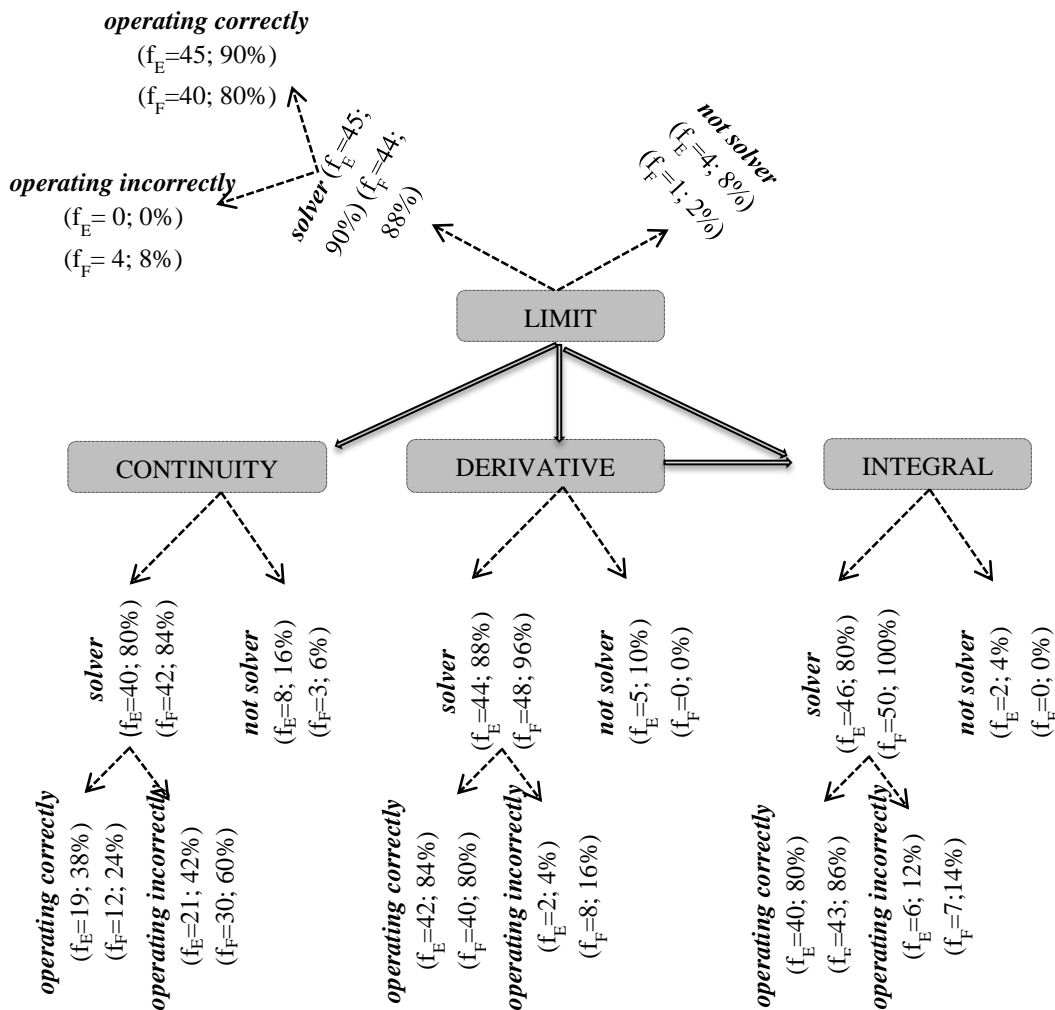 operating correctly
(fE=45; 90%)
(fF=40; 80%)
operating incorrectly
(fE= 0; 0%)
(fF= 4; 8%)
solver (fE=45;
90%) (fF=44;
88%)
not solver
(fE=4; 8%)
(fF=1; 2%)
LIMIT
CONTINUITY
DERIVATIVE
INTEGRAL
solver
(fE=40; 80%)
(fF=42; 84%)
not solver
(fE=8; 16%)
(fF=3; 6%)
solver
(fE=44; 88%)
(fF=48; 96%)
not solver
(fE=5; 10%)
(fF=0; 0%)
solver
(fE=46; 80%)
(fF=50; 100%)
not solver
(fE=2; 4%)
(fF=0; 0%)
operating correctly
(fE=19; 38%)
(fF=12; 24%)
operating incorrectly
(fE=21; 42%)
(fF=30; 60%)
operating correctly
(fE=42; 84%)
(fF=40; 80%)
operating incorrectly
(fE=2; 4%)
(fF=8; 16%)
operating correctly
(fE=40; 80%)
(fE=43; 86%)
operating incorrectly
(fE=6; 12%)
(fF=7;14%)